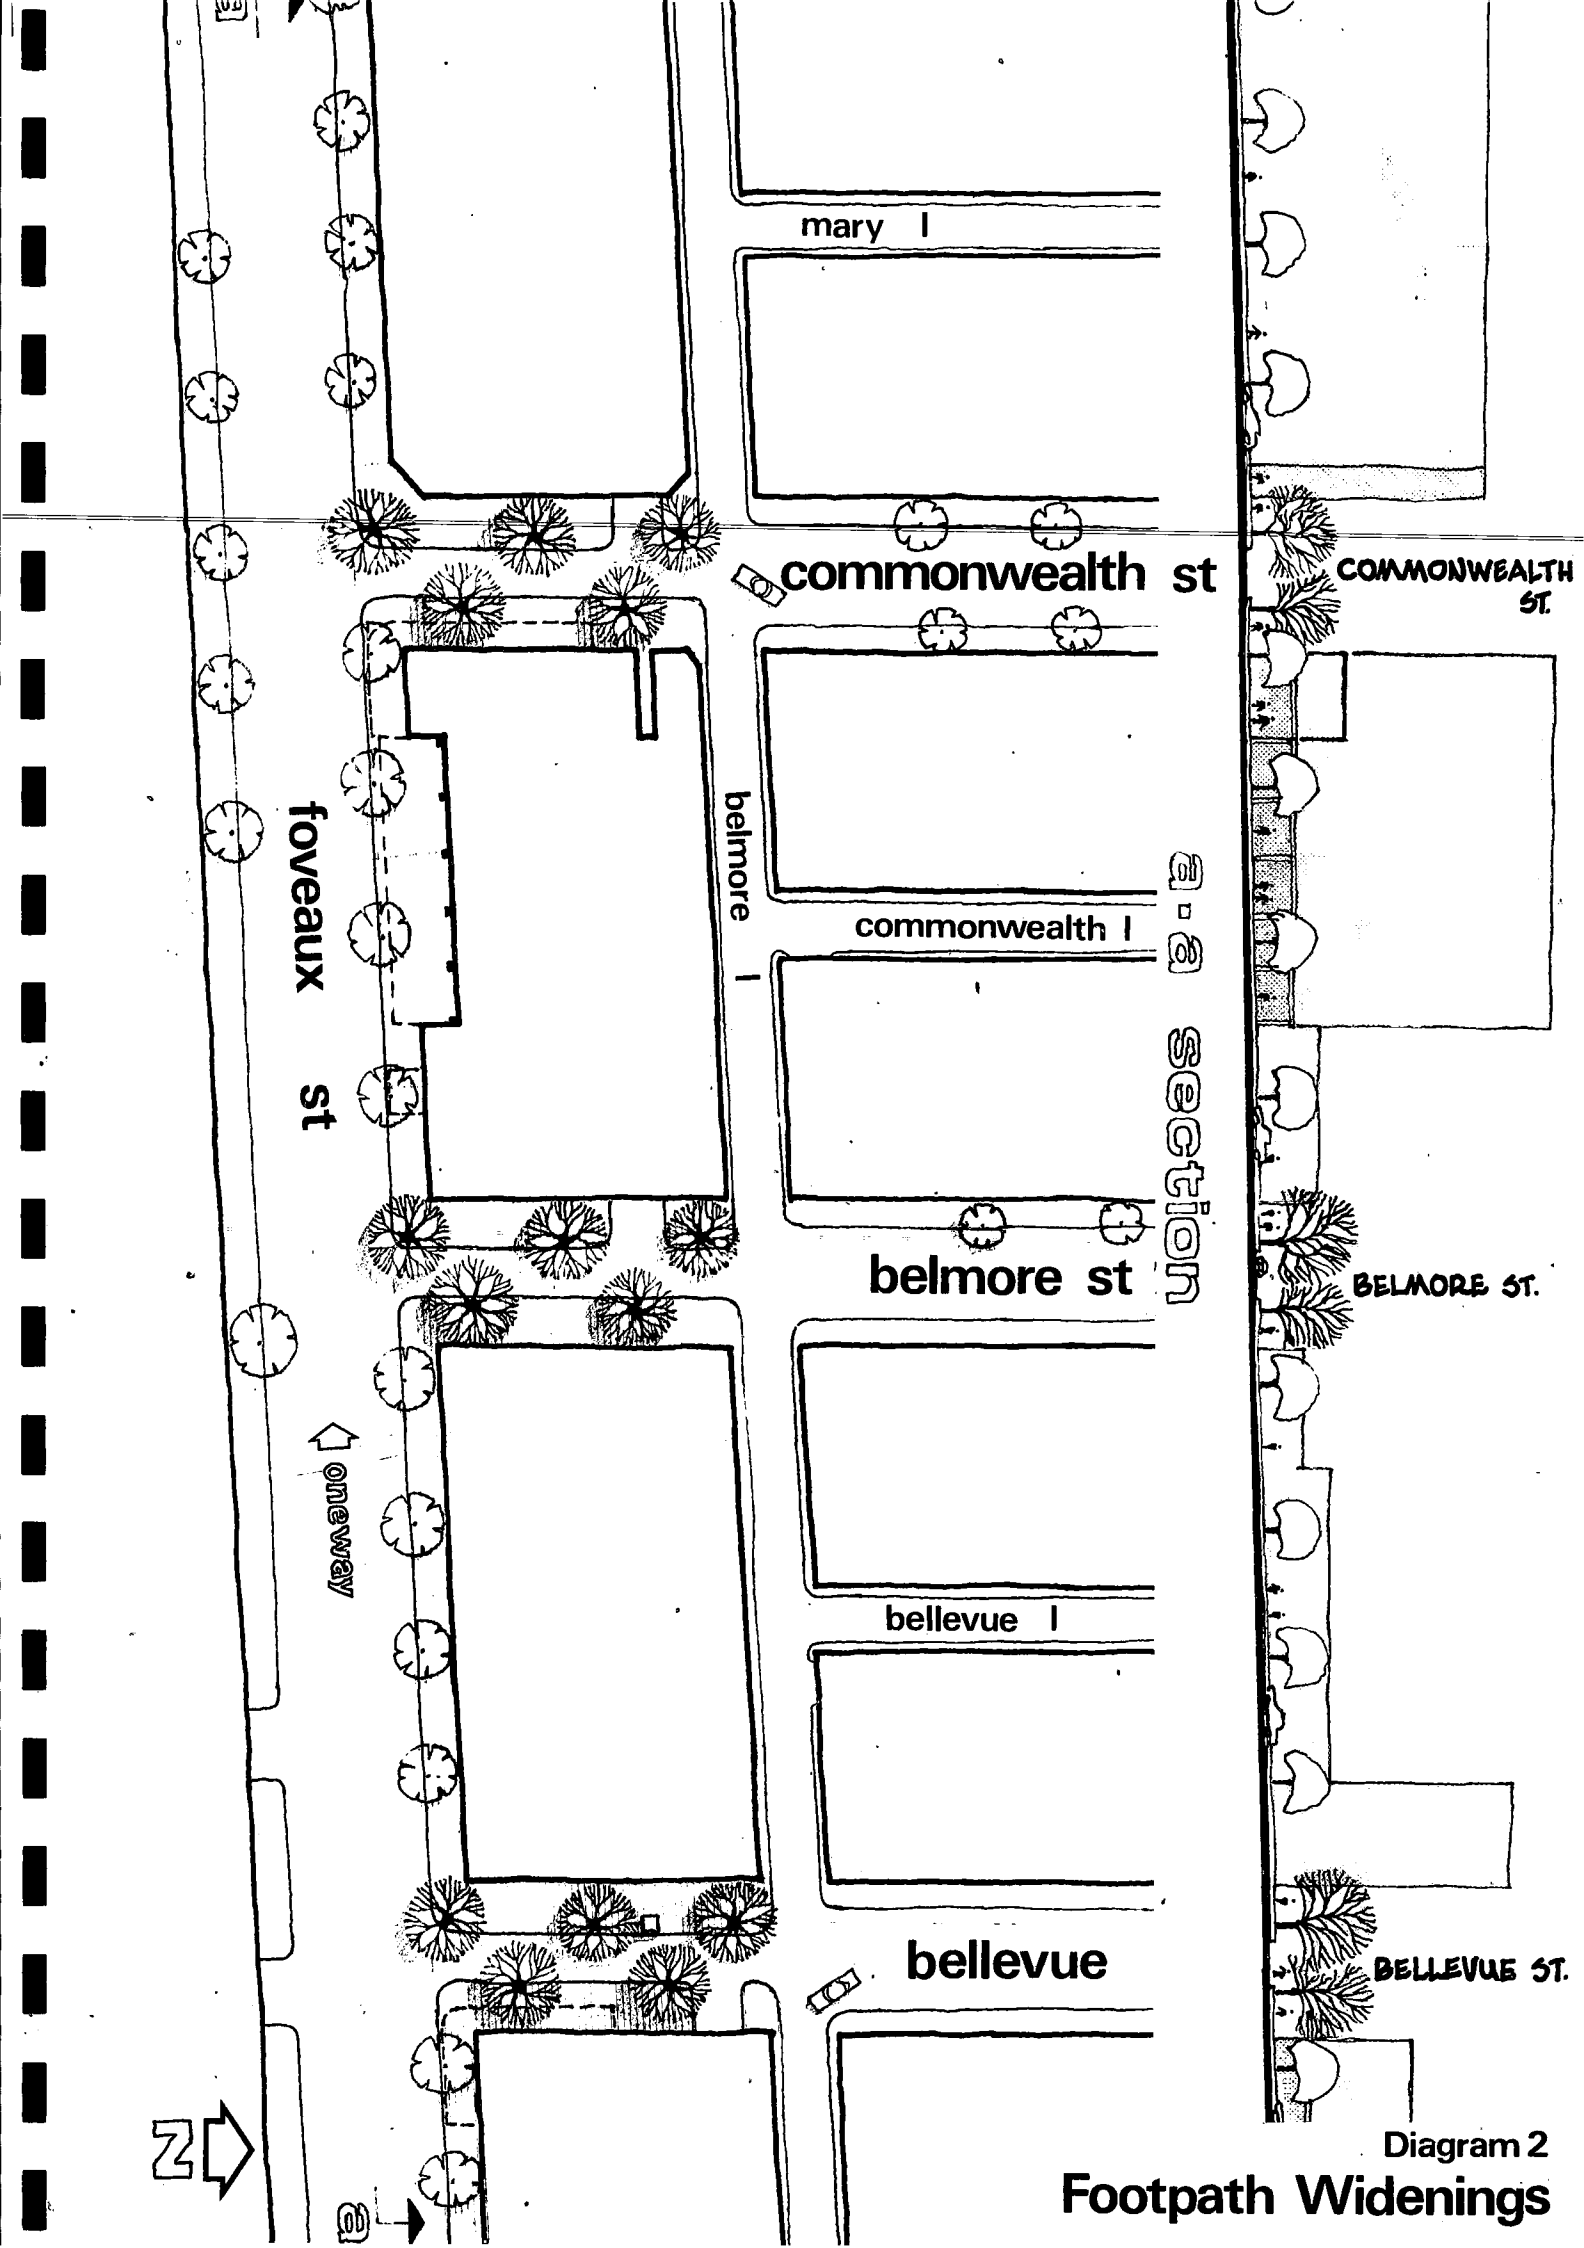 a
mary l
commonwealth st
COMMONWEALTH
ST.
foveaux st
belmore l
commonwealth l
a·a section
belmore st
BELMORE ST.
oneway
bellevue l
bellevue
BELLEVUE ST.
N
a
Diagram 2
Footpath Widenings